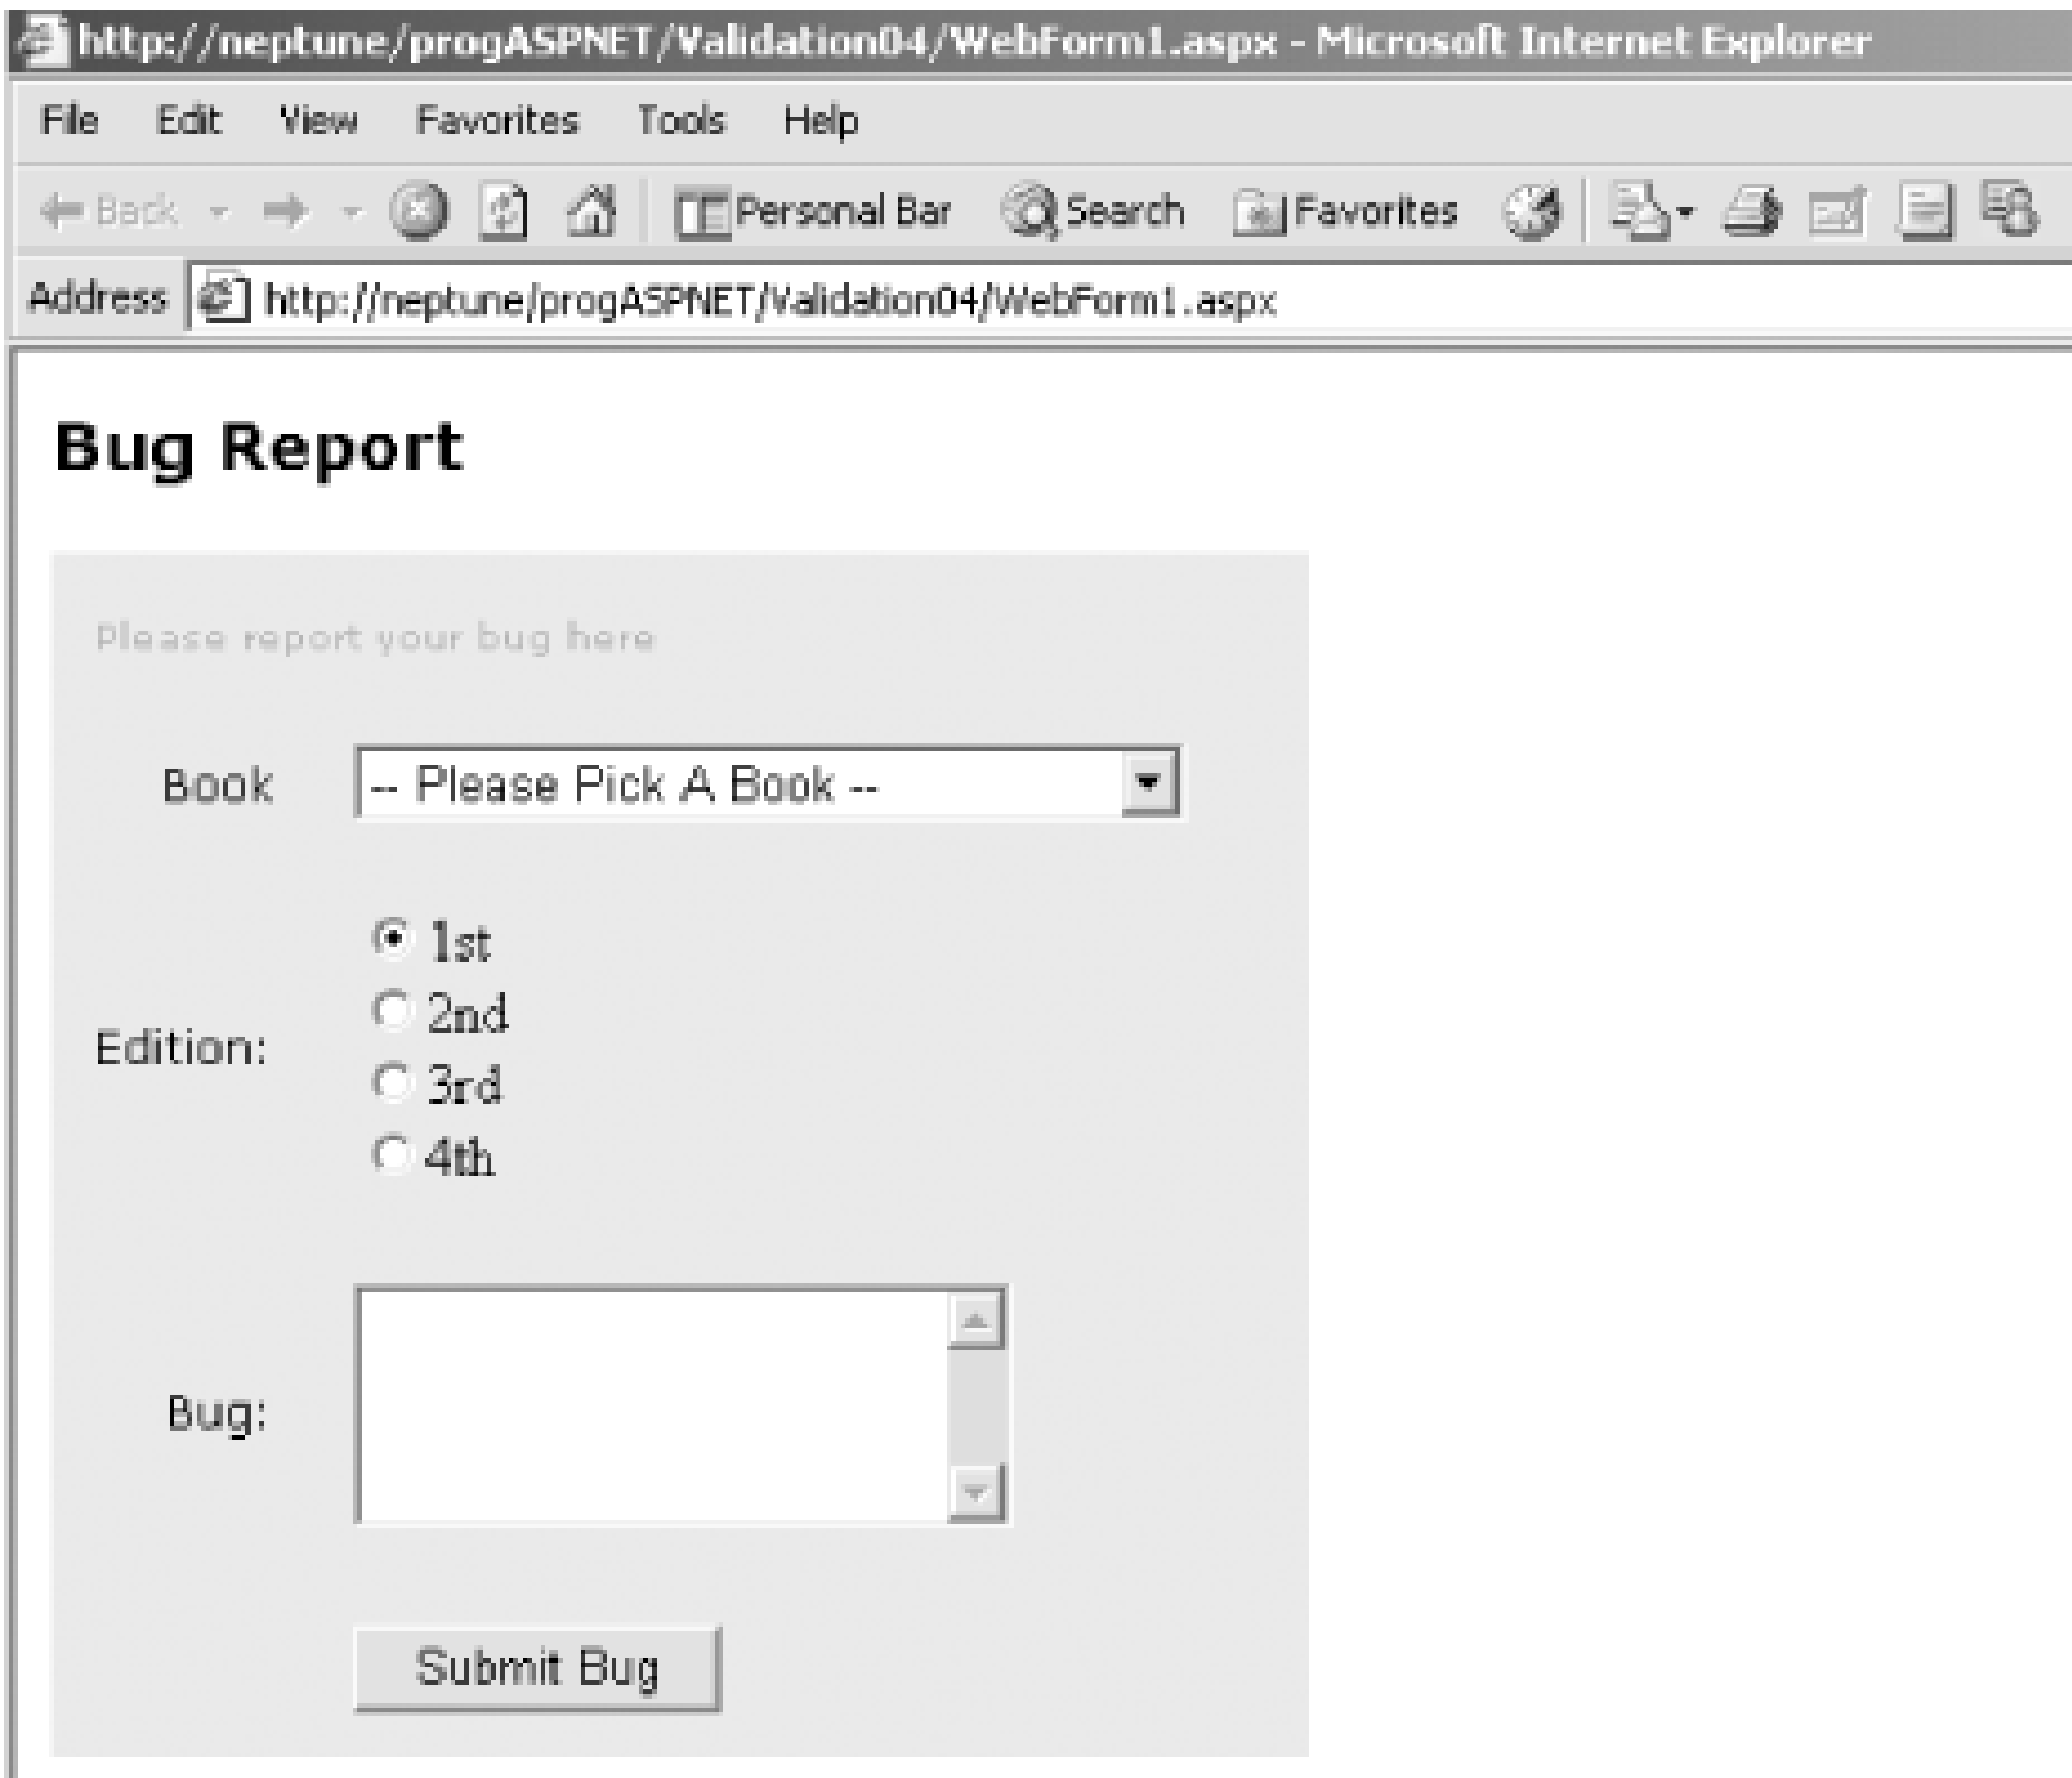 http://neptune/progASPNET/Validation04/WebForm1.aspx - Microsoft Internet Explorer
File Edit View Favorites Tools Help
Back Personal Bar Search Favorites
Address http://neptune/progASPNET/Validation04/WebForm1.aspx
Bug Report
Please report your bug here
Book -- Please Pick A Book --
1st
2nd
Edition:
3rd
4th
Bug:
Submit Bug